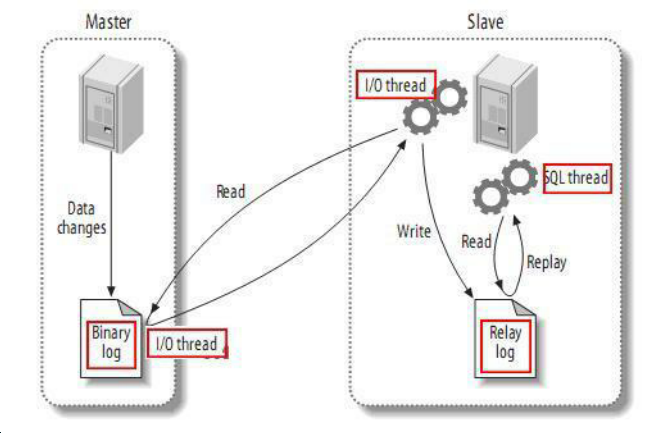 Master
Slave
I/O thread
SQL thread
Read
Data
changes
Write
Read
Replay
Binary
log
I/O thread
Relay
log